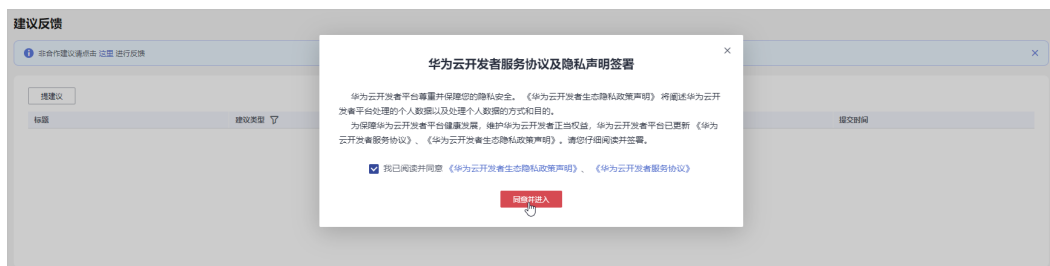 建议反馈
非合作建议请点击 这里 进行反馈
提建议
标题 建议类型 提交时间
华为云开发者服务协议及隐私声明签署
华为云开发者平台尊重并保障您的隐私安全。《华为云开发者生态隐私政策声明》将阐述华为云开
发者平台处理的个人数据以及处理个人数据的方式和目的。
为保障华为云开发者平台健康发展，维护华为云开发者正当权益，华为云开发者平台已更新《华为
云开发者服务协议》、《华为云开发者生态隐私政策声明》。请您仔细阅读并签署。
我已阅读并同意《华为云开发者生态隐私政策声明》、《华为云开发者服务协议》
同意并进入